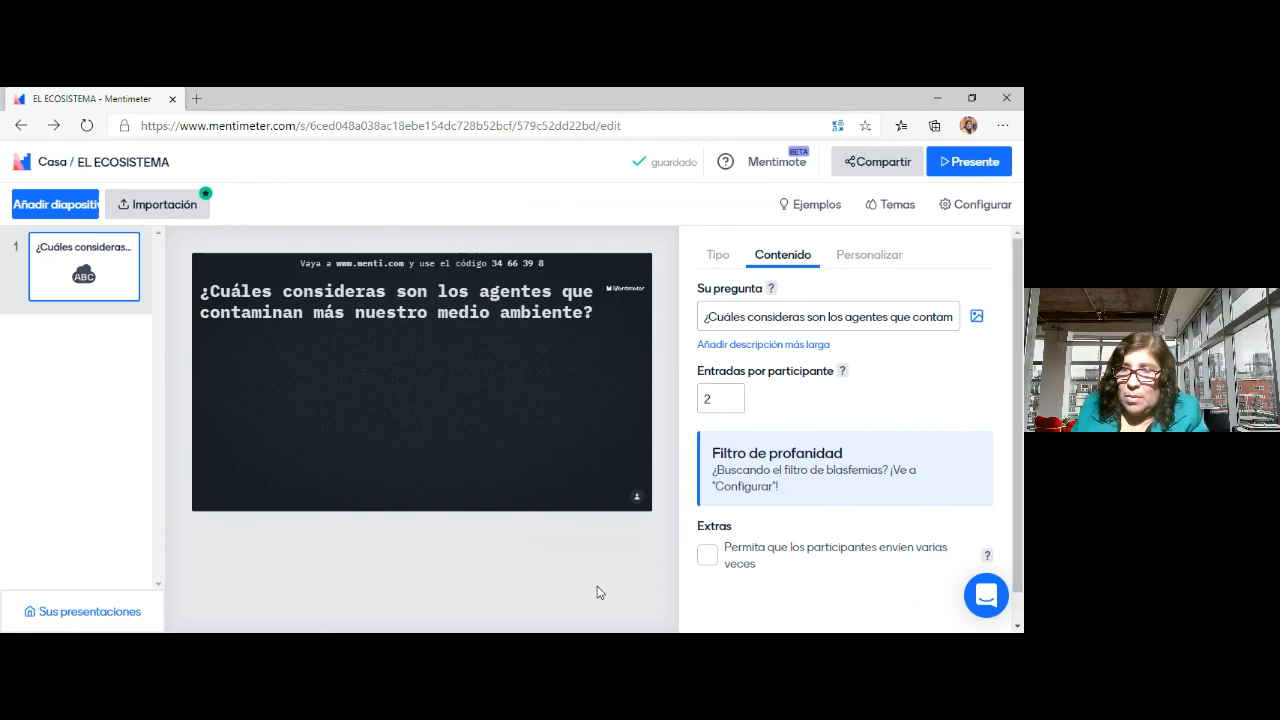 EL ECOSISTEMA - Mentimeter
https://www.mentimeter.com/s/6ced048a038ac18ebe154dc728b52bcf/579c52dd22bd/edit
Casa / EL ECOSISTEMA
guardado
?
Mentimote
BETA
Compartir
Presente
Añadir diapositi
Importación
Ejemplos
Temas
Configurar
1
¿Cuáles consideras...
ABC
Vaya a www.menti.com y use el código 34 66 39 8
¿Cuáles consideras son los agentes que
contaminan más nuestro medio ambiente?
Mentimeter
Tipo
Contenido
Personalizar
Su pregunta ?
¿Cuáles consideras son los agentes que contam
Añadir descripción más larga
Entradas por participante ?
2
Filtro de profanidad
¿Buscando el filtro de blasfemias? ¡Ve a
"Configurar"!
Extras
Permita que los participantes envíen varias
veces
?
Sus presentaciones